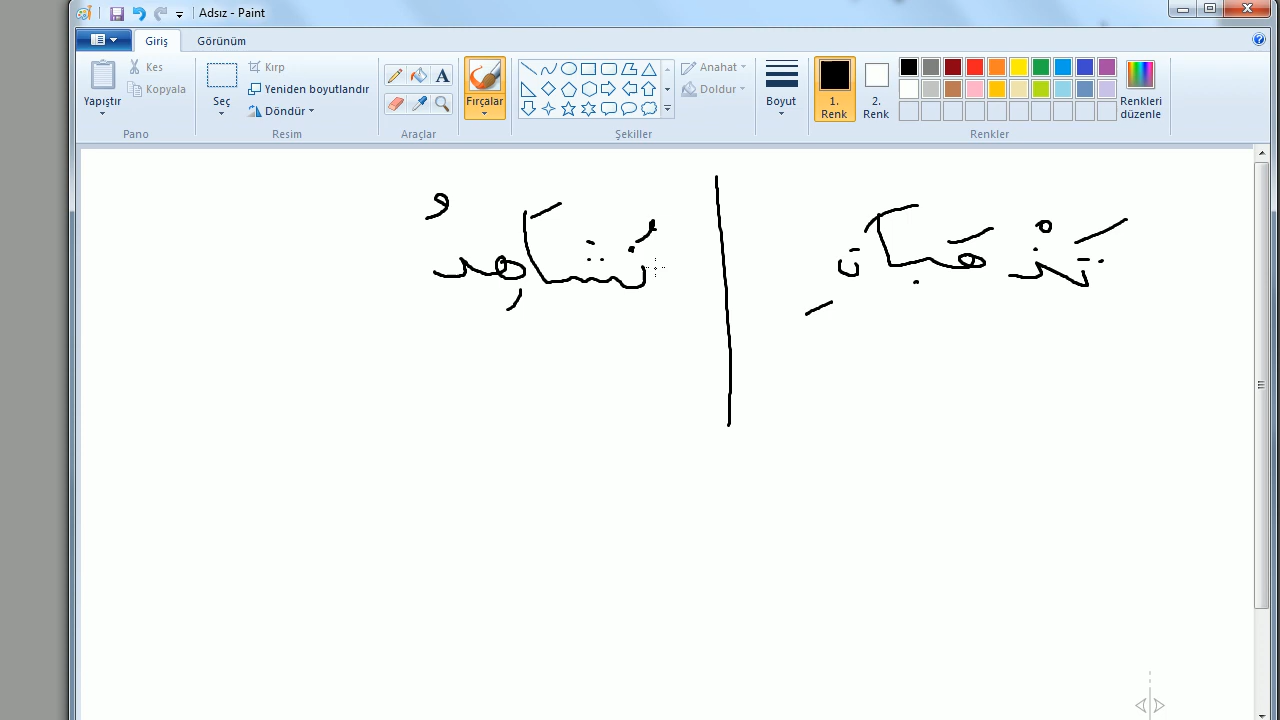 Adsız - Paint
Giriş Görünüm
Yapıştır Kes Kopyala Seç Kırp Yeniden boyutlandır Döndür A Fırçalar Anahat Doldur Boyut 1. Renk 2. Renk Renkleri düzenle
Pano Resim Araçlar Şekiller Renkler
تَذْهَبَانِ نُشَاهِدُ